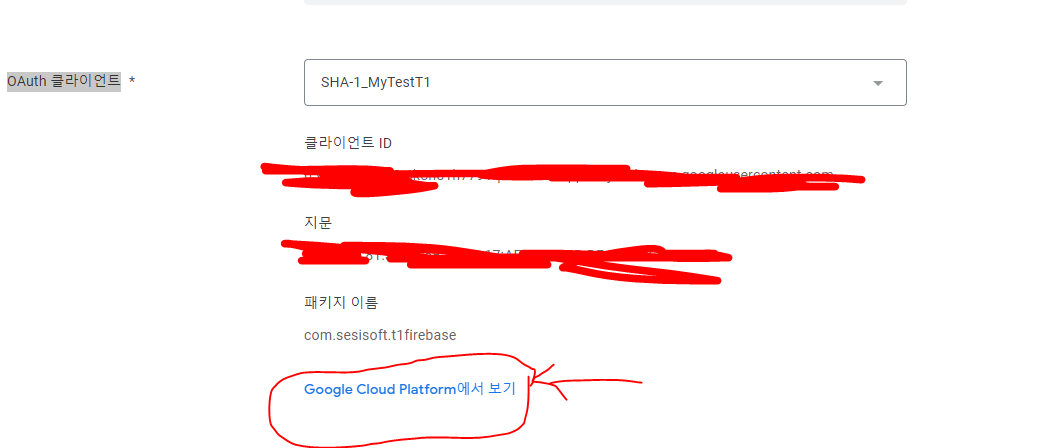 OAuth 클라이언트 *
SHA-1_MyTestT1
클라이언트 ID
지문
패키지 이름
com.sesisoft.t1firebase
Google Cloud Platform에서 보기